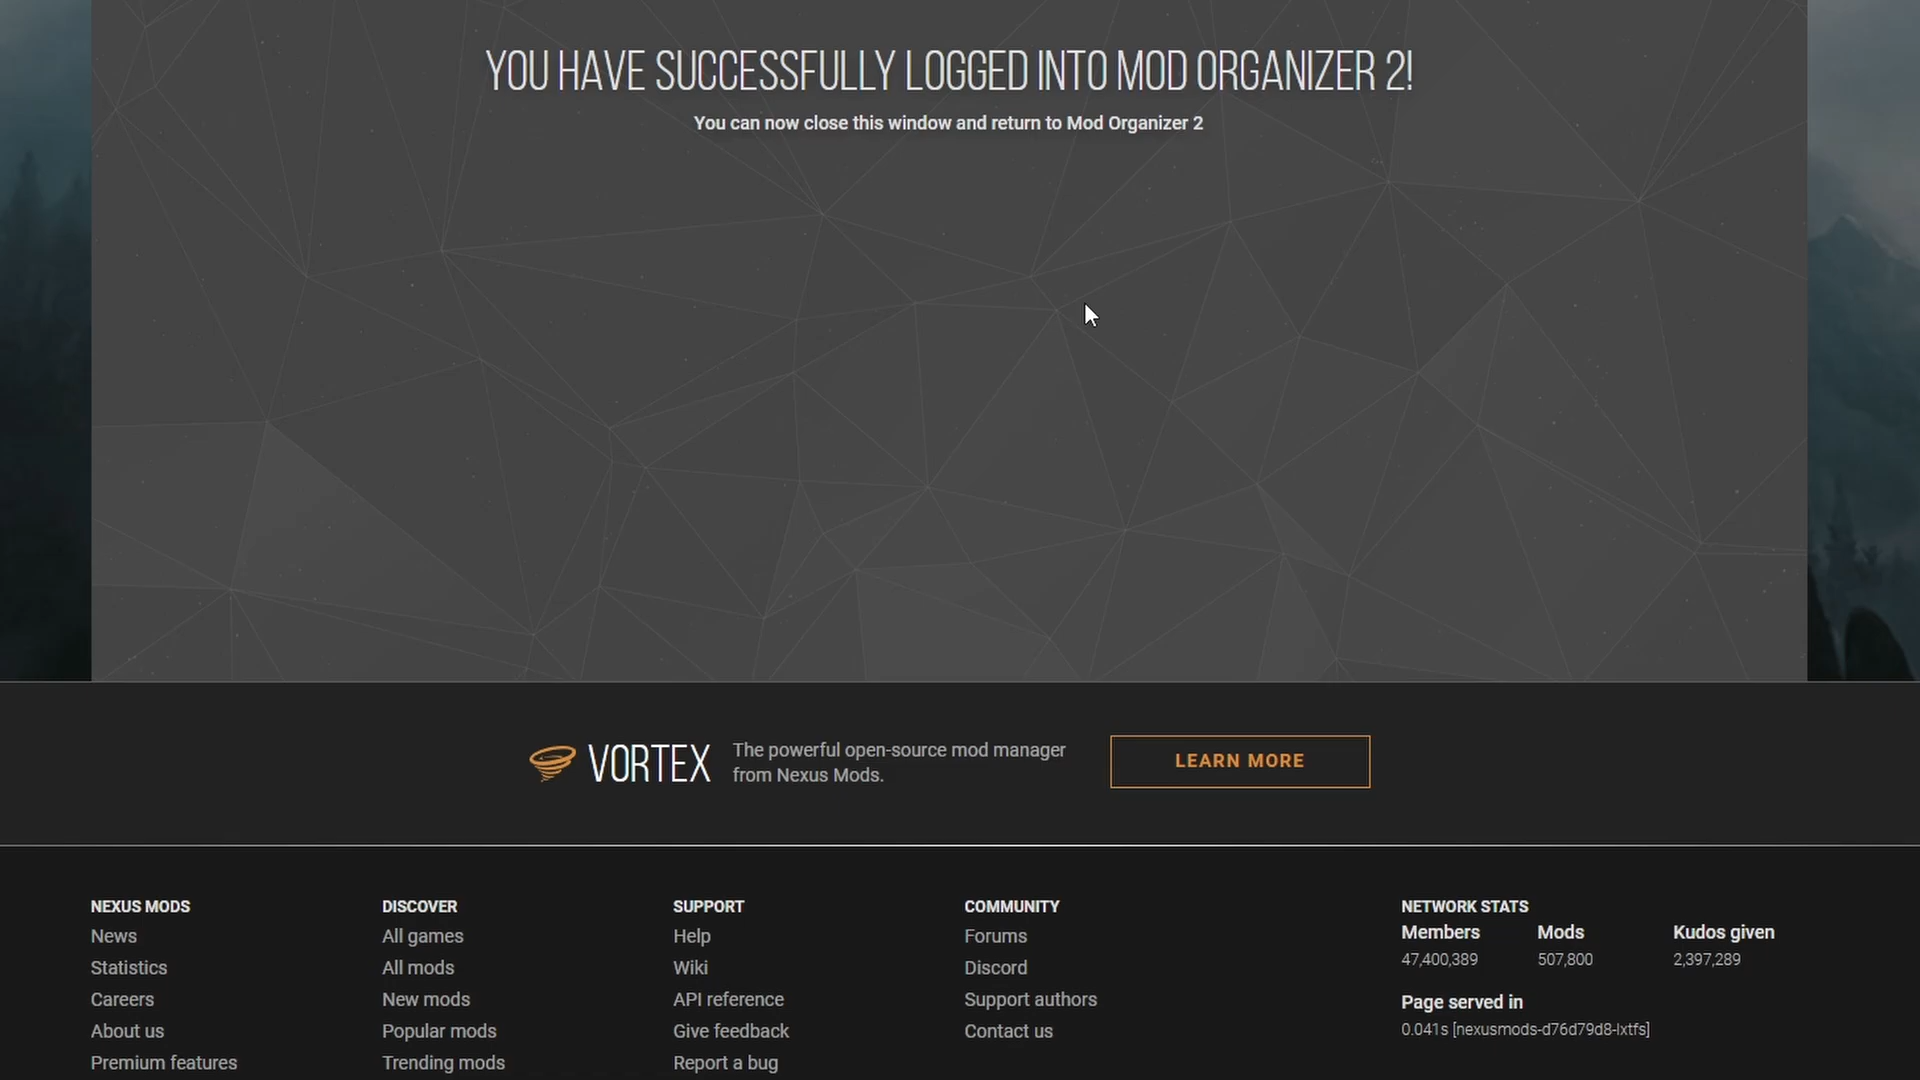 YOU HAVE SUCCESSFULLY LOGGED INTO MOD ORGANIZER 2!
You can now close this window and return to Mod Organizer 2
VORTEX
The powerful open-source mod manager
from Nexus Mods.
LEARN MORE
NEXUS MODS
News
Statistics
Careers
About us
Premium features
DISCOVER
All games
All mods
New mods
Popular mods
Trending mods
SUPPORT
Help
Wiki
API reference
Give feedback
Report a bug
COMMUNITY
Forums
Discord
Support authors
Contact us
NETWORK STATS
Members Mods Kudos given
47,400,389 507,800 2,397,289
Page served in
0.041s [nexusmods-d76d79d8-lxtfs]